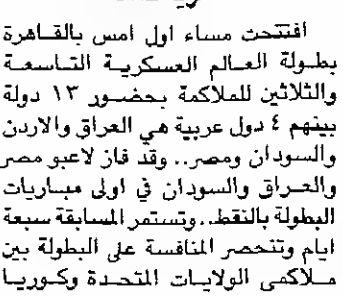 افتتحت مساء اول امس بالقاهرة
بطولة العالم العسكرية التاسعة
والثلاثين للملاكمة بحضور ١٣ دولة
بينهم ٤ دول عربية هي العراق والاردن
والسودان ومصر.. وقد فاز لاعبو مصر
والعراق والسودان في اولى مباريات
البطولة بالنقط.. وتستمر المسابقة سبعة
ايام وتنحصر المنافسة على البطولة بين
ملاكمى الولايات المتحدة وكوريا